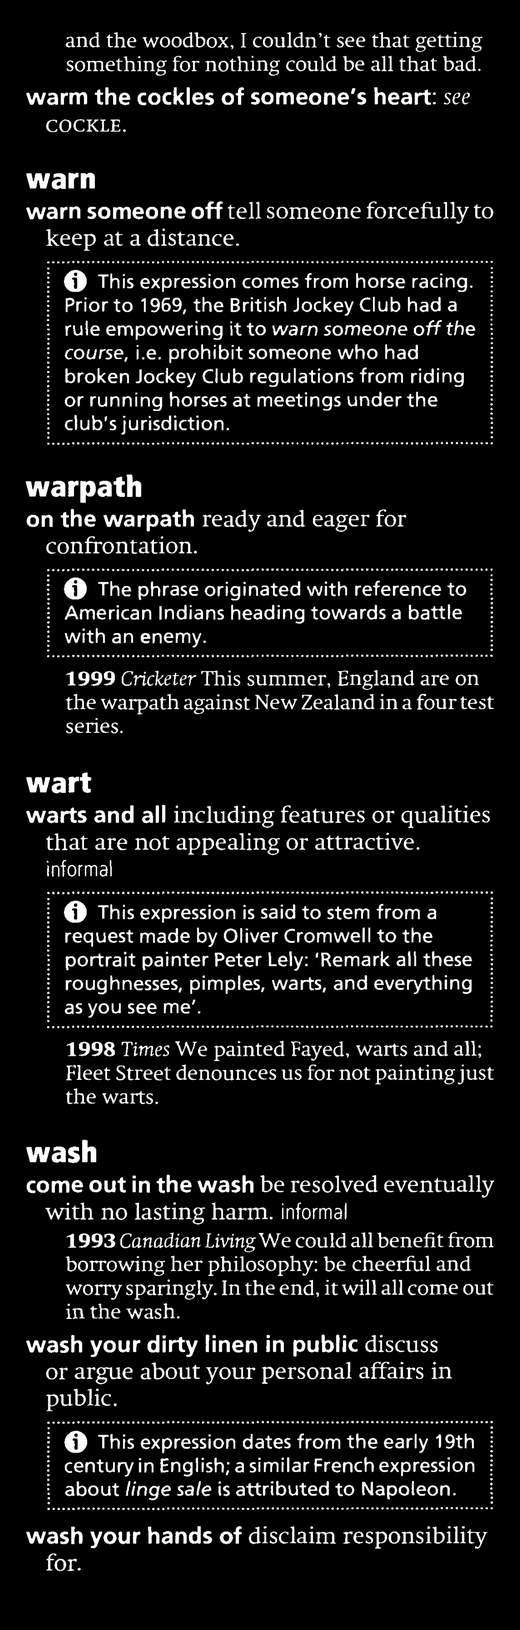 and the woodbox, I couldn't see that getting
something for nothing could be all that bad.
warm the cockles of someone's heart: see
COCKLE.
warn
warn someone off tell someone forcefully to
keep at a distance.
This expression comes from horse racing.
Prior to 1969, the British Jockey Club had a
rule empowering it to warn someone off the
course, i.e. prohibit someone who had
broken Jockey Club regulations from riding
or running horses at meetings under the
club's jurisdiction.
warpath
on the warpath ready and eager for
confrontation.
The phrase originated with reference to
American Indians heading towards a battle
with an enemy.
1999 Cricketer This summer, England are on
the warpath against New Zealand in a four test
series.
wart
warts and all including features or qualities
that are not appealing or attractive.
informal
This expression is said to stem from a
request made by Oliver Cromwell to the
portrait painter Peter Lely: 'Remark all these
roughnesses, pimples, warts, and everything
as you see me'.
1998 Times We painted Fayed, warts and all;
Fleet Street denounces us for not painting just
the warts.
wash
come out in the wash be resolved eventually
with no lasting harm. informal
1993 Canadian Living We could all benefit from
borrowing her philosophy: be cheerful and
worry sparingly. In the end, it will all come out
in the wash.
wash your dirty linen in public discuss
or argue about your personal affairs in
public.
This expression dates from the early 19th
century in English; a similar French expression
about linge sale is attributed to Napoleon.
wash your hands of disclaim responsibility
for.